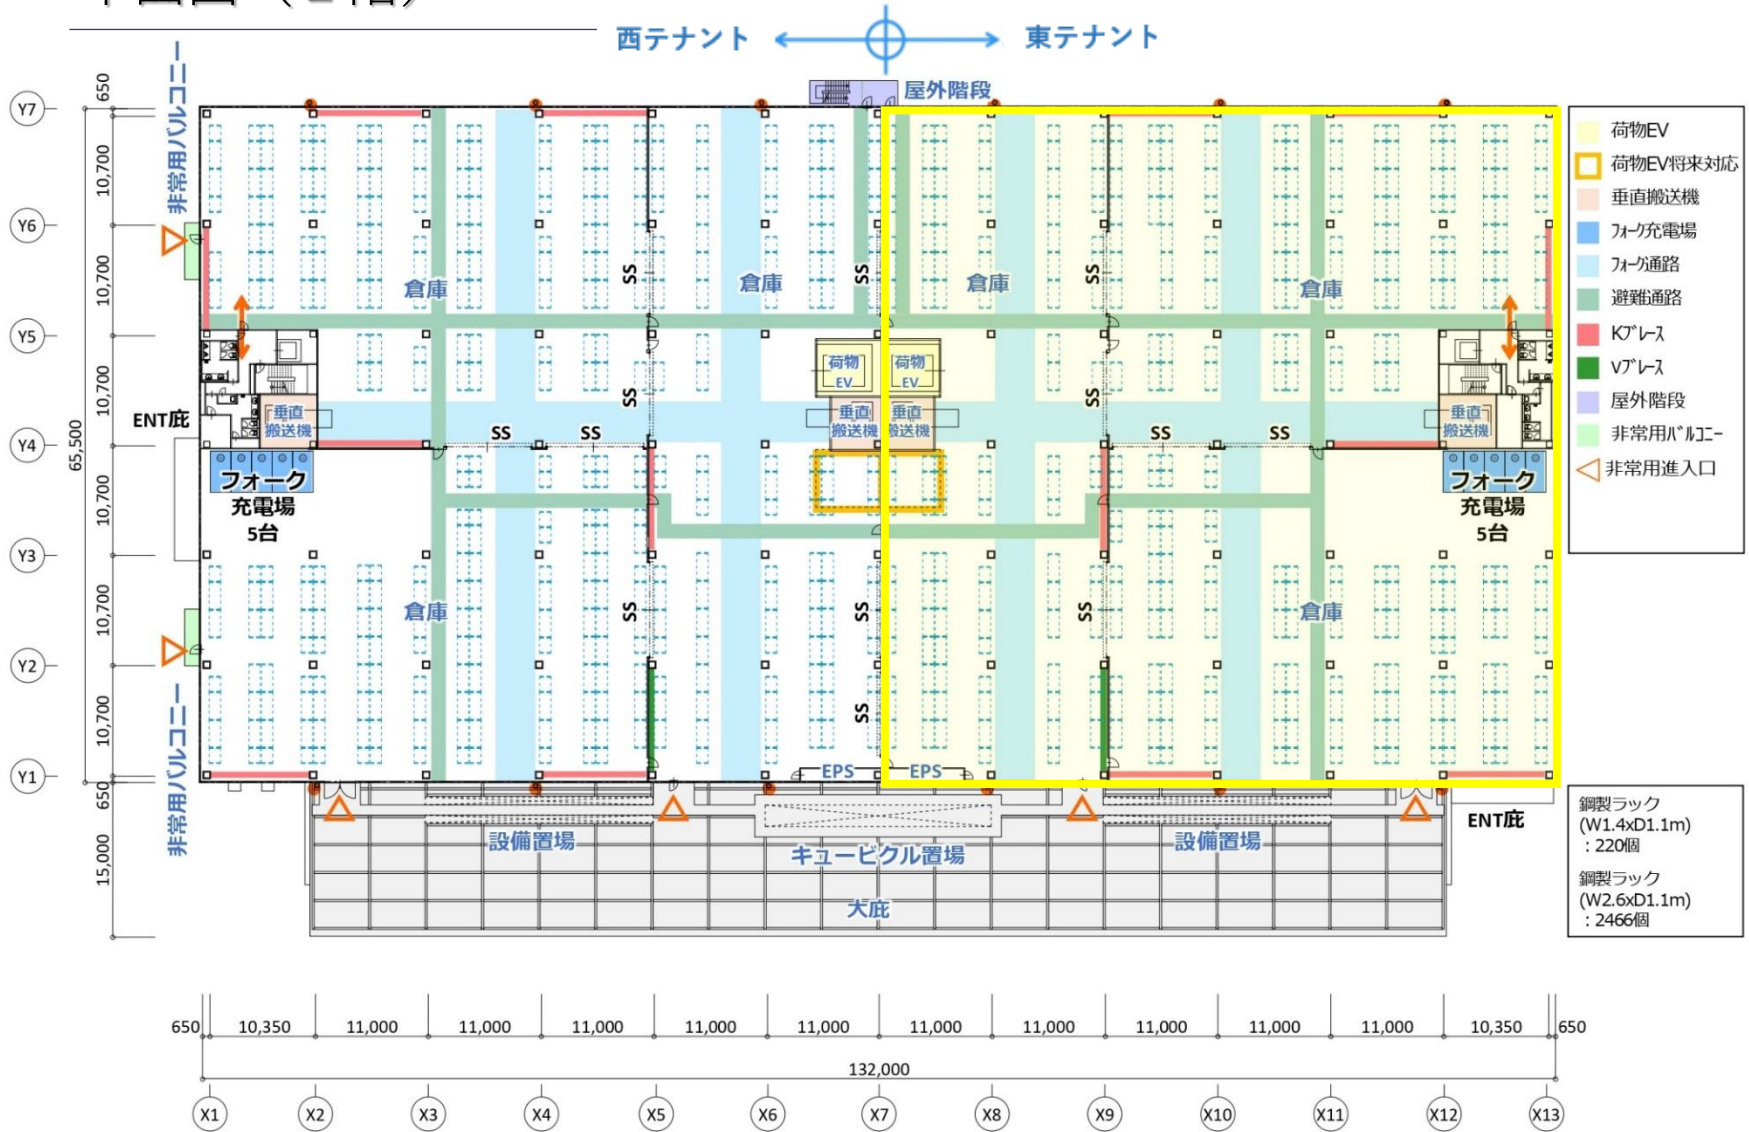 西テナント
東テナント
屋外階段
非常用バルコニー
Y7
Y6
Y5
Y4
Y3
Y2
Y1
650
10,700
10,700
10,700
10,700
10,700
10,700
650
15,000
65,500
倉庫
倉庫
倉庫
倉庫
SS
SS
SS
SS
荷物
EV
荷物
EV
ENT庇
垂直
搬送機
垂直
搬送機
垂直
搬送機
垂直
搬送機
SS
SS
SS
SS
フォーク
充電場
5台
フォーク
充電場
5台
倉庫
倉庫
SS
SS
SS
SS
非常用バルコニー
EPS
EPS
ENT庇
設備置場
キュービクル置場
設備置場
大庇
荷物EV
荷物EV将来対応
垂直搬送機
フォーク充電場
フォーク通路
避難通路
Kブレース
Vブレース
屋外階段
非常用バルコニー
非常用進入口
鋼製ラック
(W1.4xD1.1m)
: 220個
鋼製ラック
(W2.6xD1.1m)
: 2466個
650 10,350 11,000 11,000 11,000 11,000 11,000 11,000 11,000 11,000 11,000 11,000 10,350 650
132,000
X1 X2 X3 X4 X5 X6 X7 X8 X9 X10 X11 X12 X13